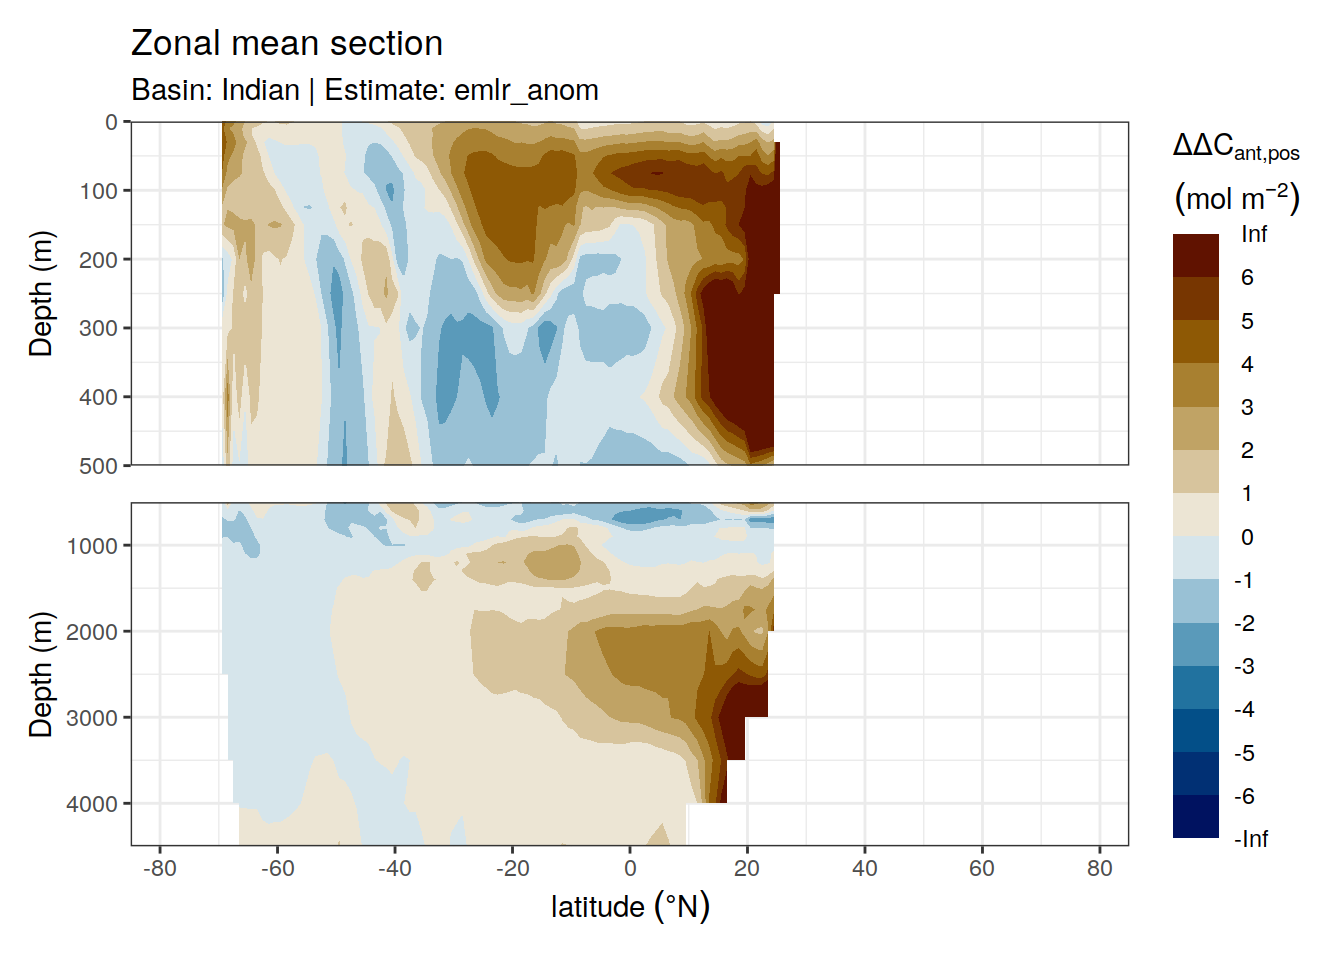 Zonal mean section
Basin: Indian | Estimate: emlr_anom
ΔΔCant,pos
(mol m−2)
Inf
6
5
4
3
2
1
0
-1
-2
-3
-4
-5
-6
-Inf
Depth (m)
0
100
200
300
400
500
Depth (m)
1000
2000
3000
4000
-80 -60 -40 -20 0 20 40 60 80
latitude (°N)